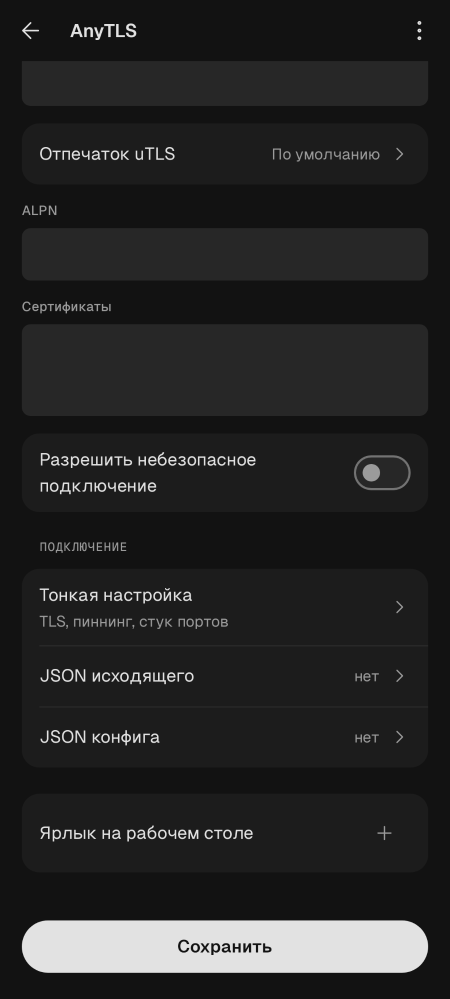 AnyTLS
Отпечаток uTLS
По умолчанию
ALPN
Сертификаты
Разрешить небезопасное
подключение
ПОДКЛЮЧЕНИЕ
Тонкая настройка
TLS, пиннинг, стук портов
JSON исходящего
нет
JSON конфига
нет
Ярлык на рабочем столе
Сохранить